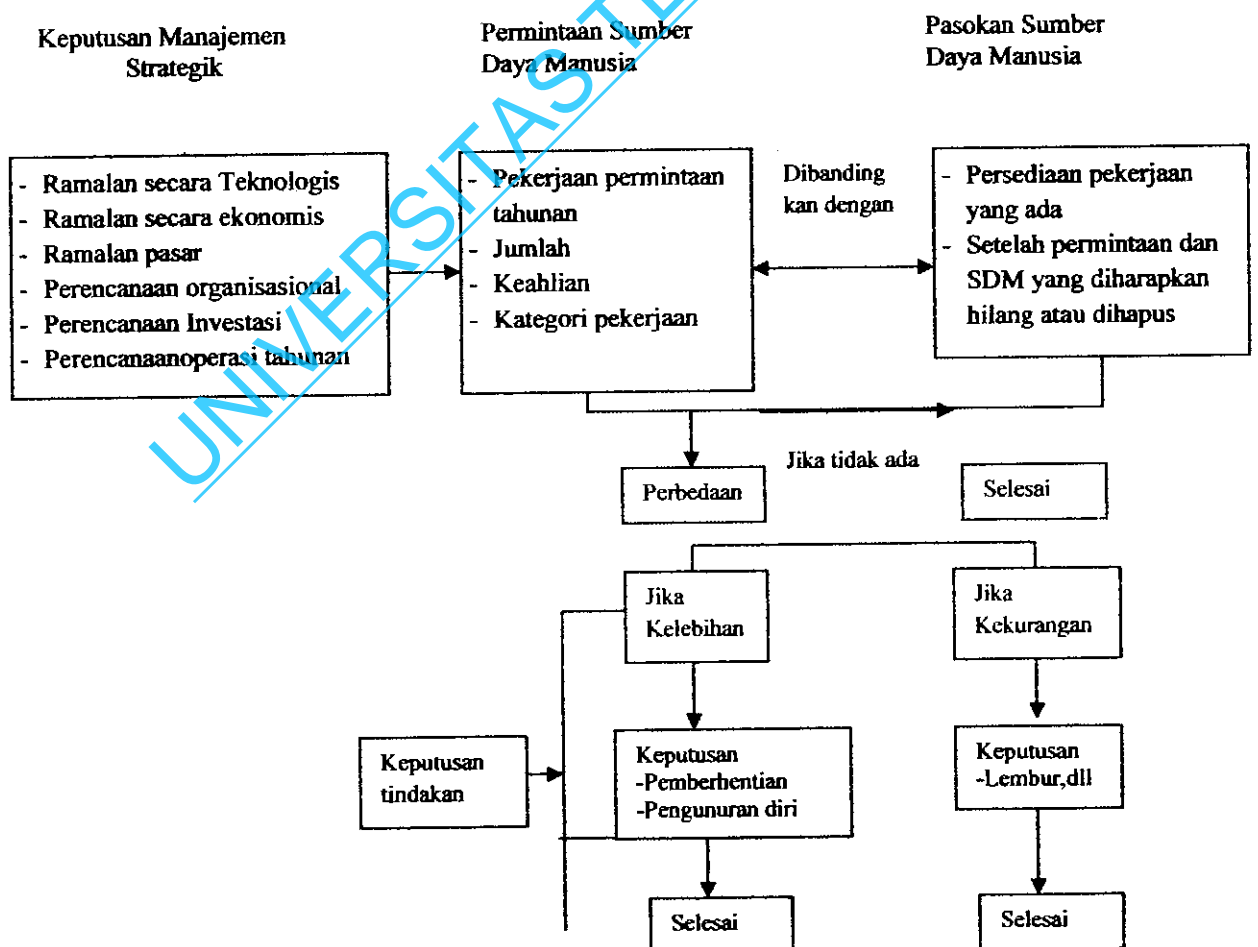 Keputusan Manajemen
Strategik
Permintaan Sumber
Daya Manusia
Pasokan Sumber
Daya Manusia
- Ramalan secara Teknologis
- Ramalan secara ekonomis
- Ramalan pasar
- Perencanaan organisasional
- Perencanaan Investasi
- Perencanaanoperasi tahunan
- Pekerjaan permintaan
tahunan
- Jumlah
- Keahlian
- Kategori pekerjaan
Dibanding
kan dengan
- Persediaan pekerjaan
yang ada
- Setelah permintaan dan
SDM yang diharapkan
hilang atau dihapus
Jika tidak ada
Perbedaan
Selesai
Jika
Kelebihan
Jika
Kekurangan
Keputusan
tindakan
Keputusan
-Pemberhentian
-Pengunuran diri
Keputusan
-Lembur,dll
Selesai
Selesai
UNIVERSITAS